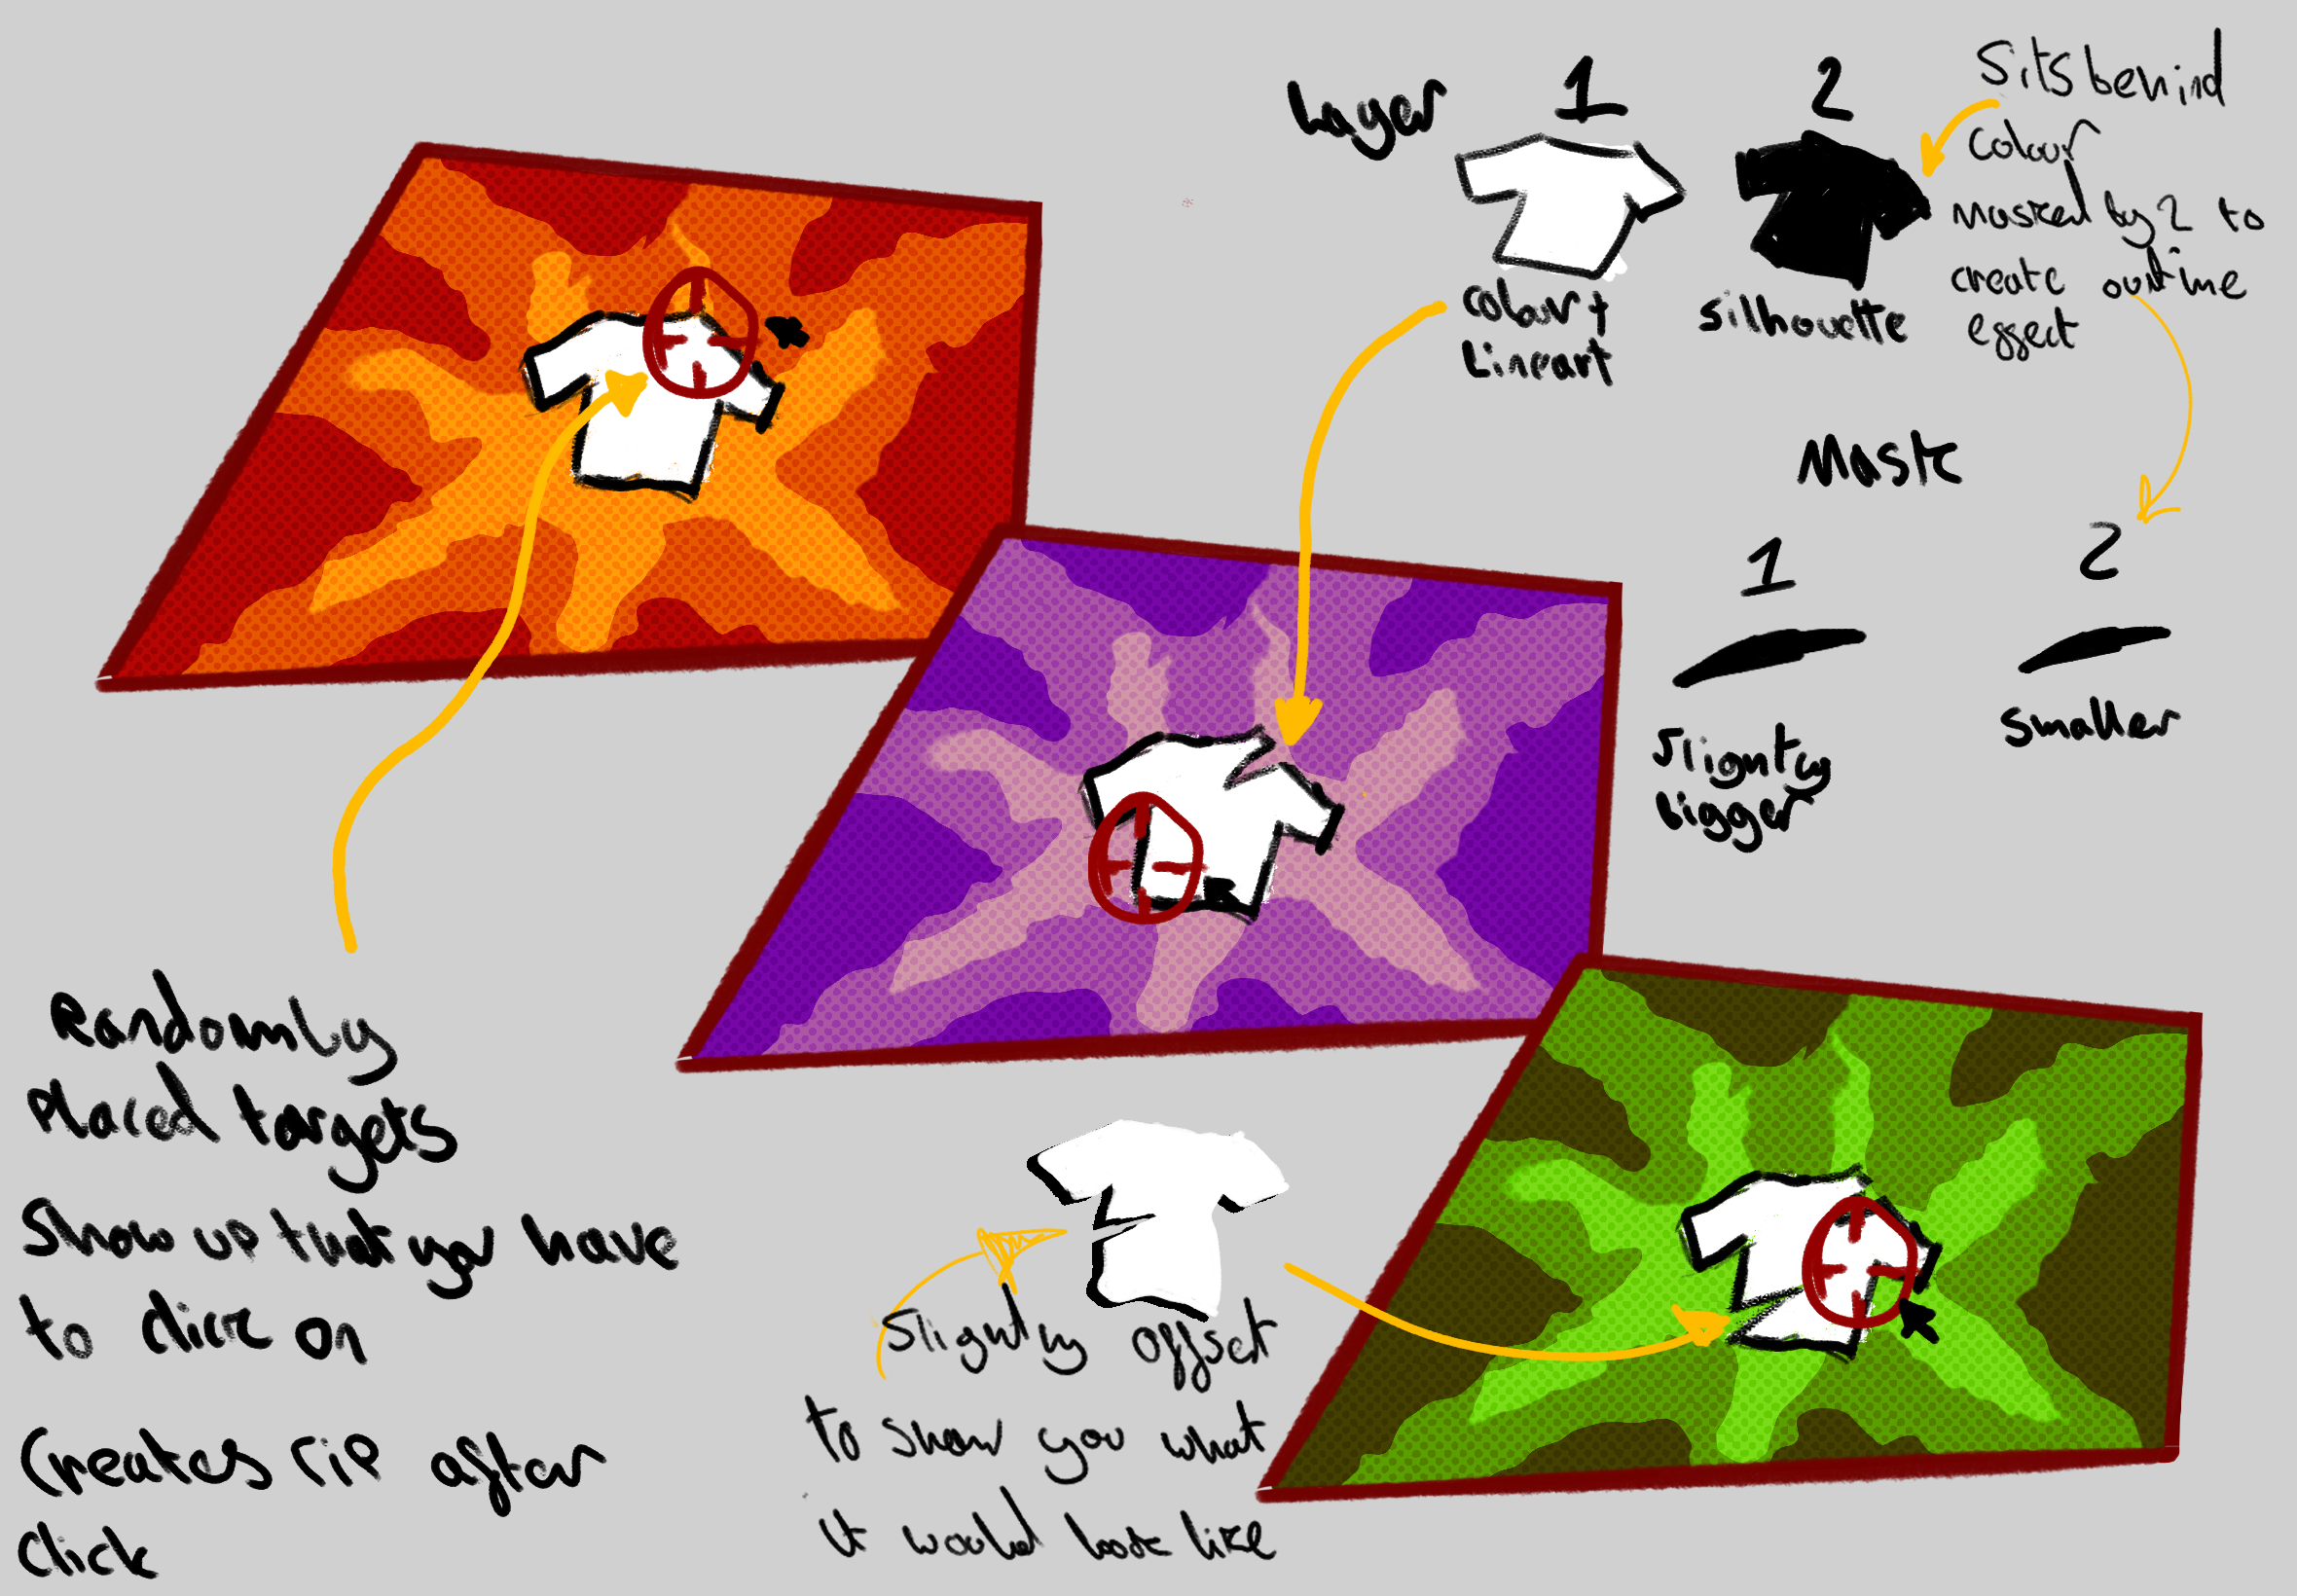 Layer
1
2
Sits behind
colour
masked by 2 to
create outline
effect
colour +
Lineart
silhouette
Mask
1
2
slightly
bigger
smaller
Randomly
Placed targets
Show up that you have
to click on
Creates rip after
click
slightly offset
to show you what
it would look like